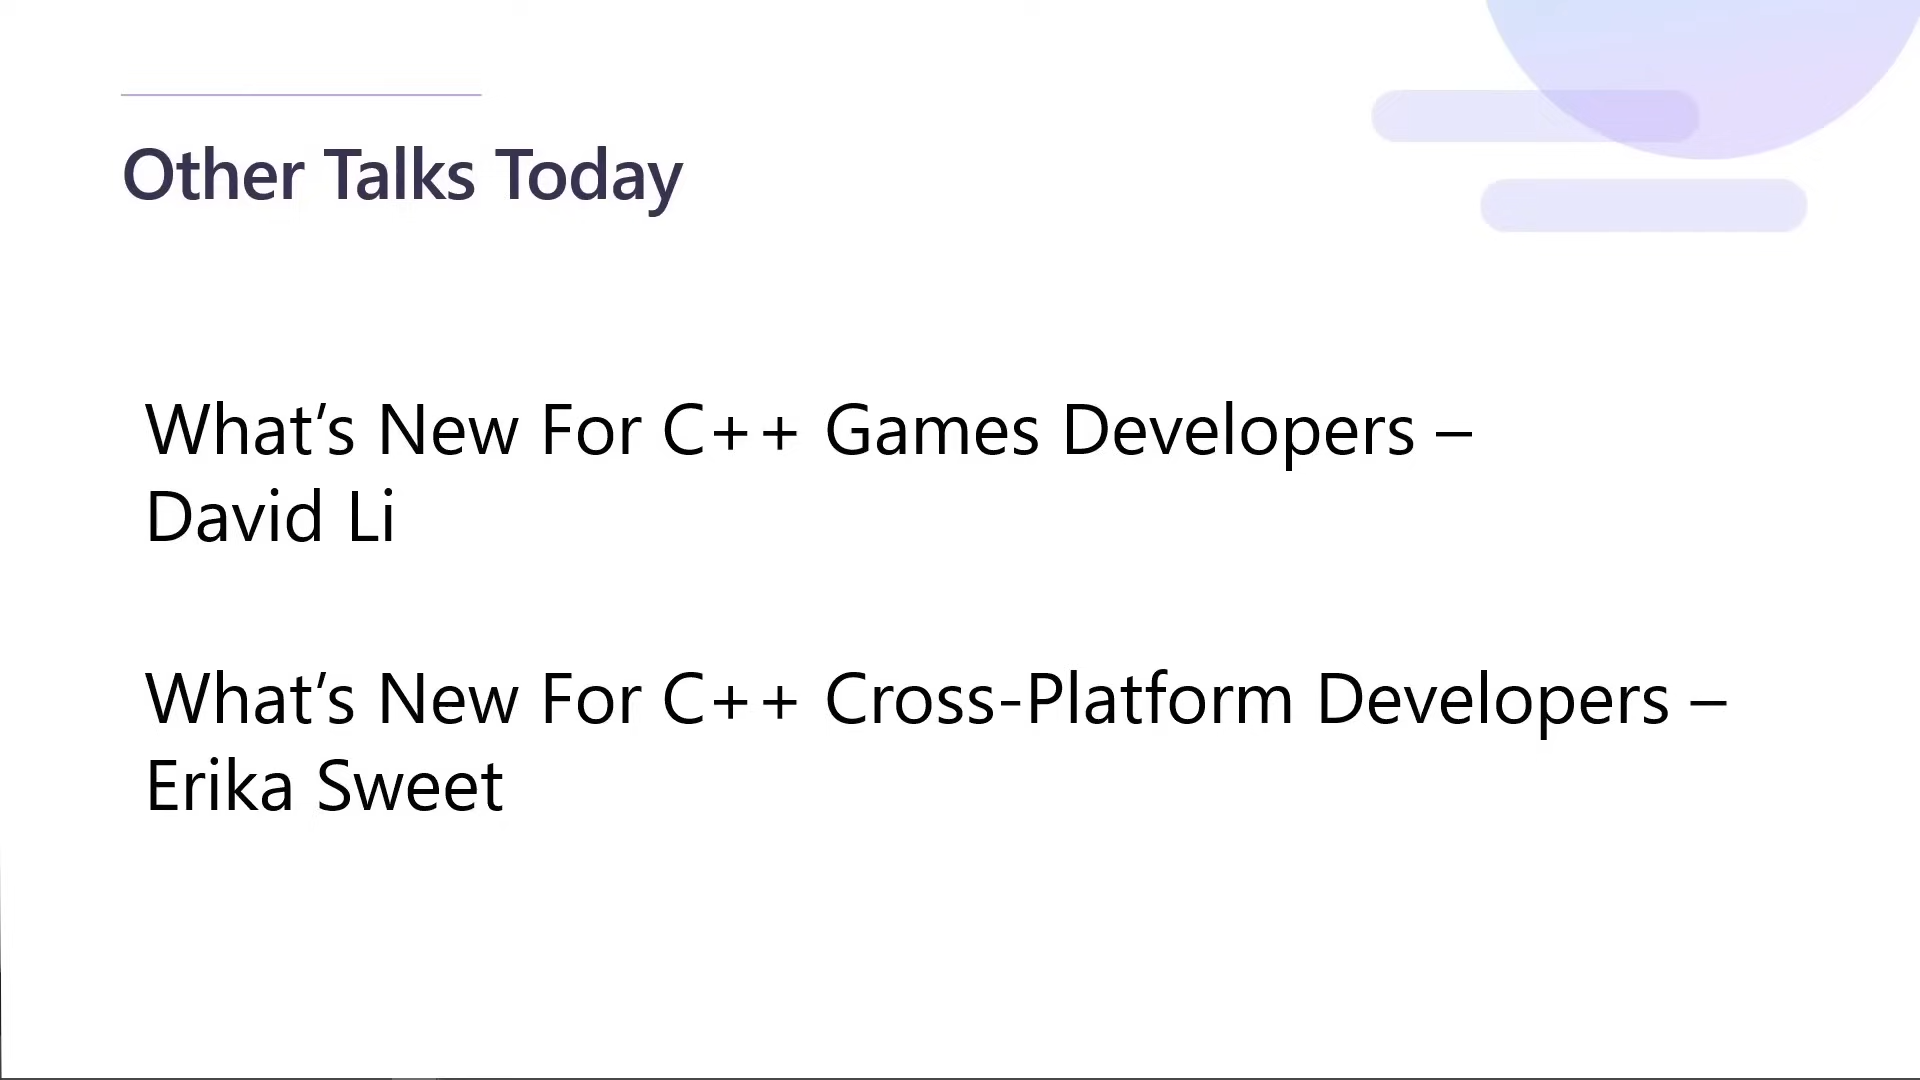 Other Talks Today
What’s New For C++ Games Developers –
David Li
What’s New For C++ Cross-Platform Developers –
Erika Sweet